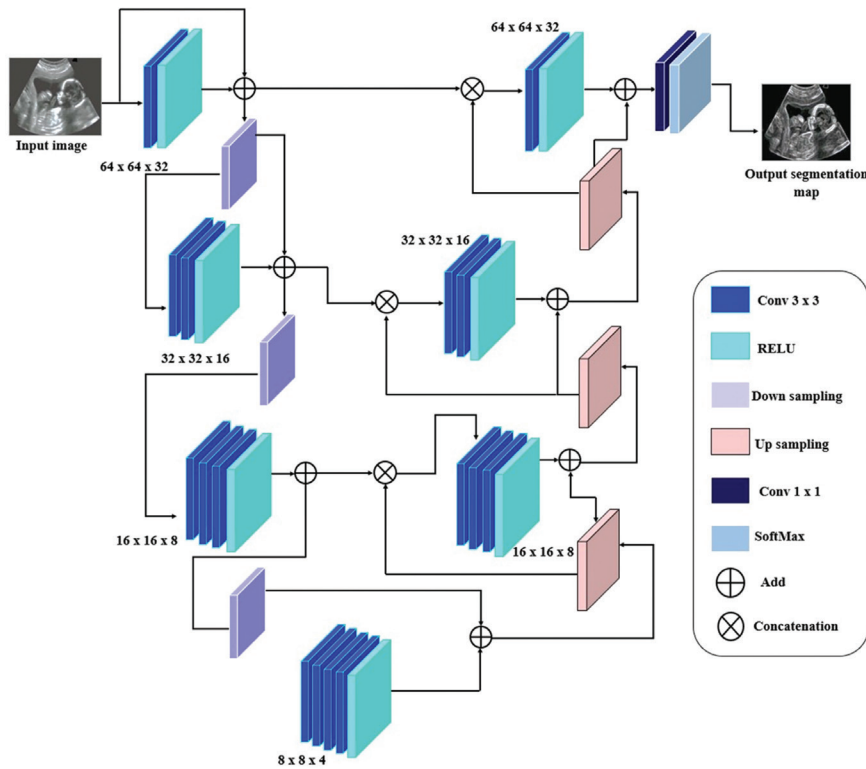 64 x 64 x 32
Input image
Output segmentation
map
64 x 64 x 32
32 x 32 x 16
32 x 32 x 16
16 x 16 x 8
16 x 16 x 8
8 x 8 x 4
Conv 3 x 3
RELU
Down sampling
Up sampling
Conv 1 x 1
SoftMax
Add
Concatenation